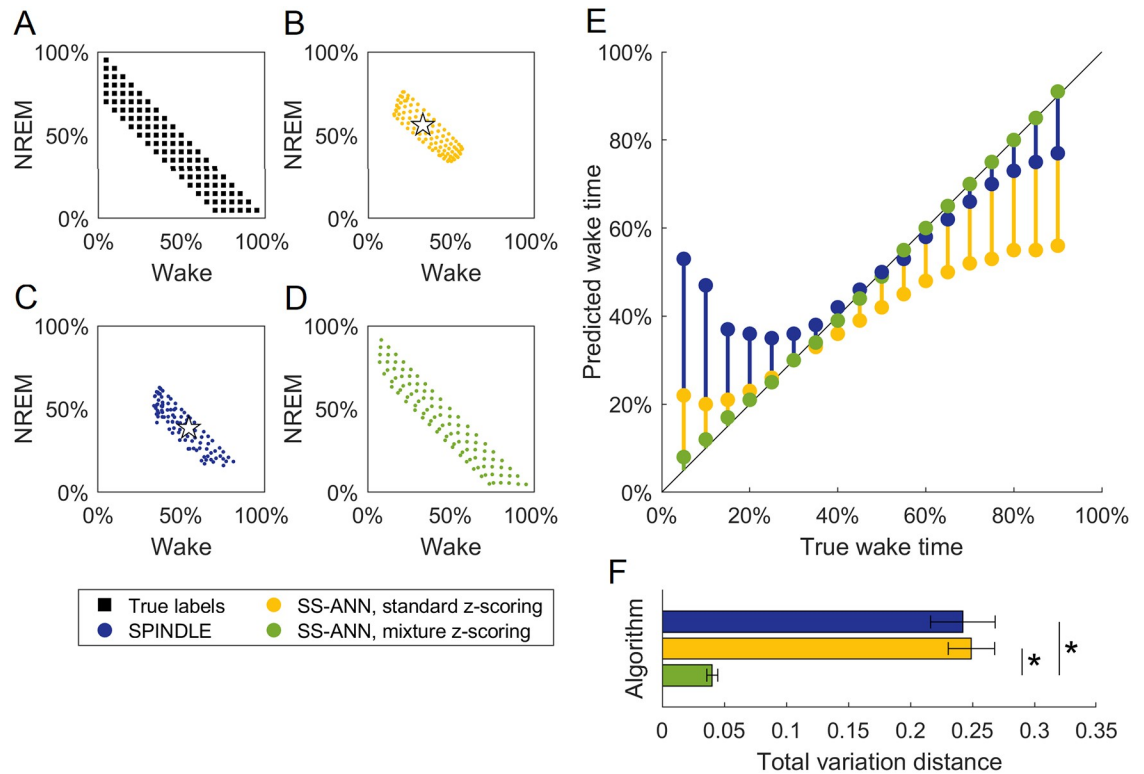 A
100%
NREM
50%
0%
0% 50% 100%
Wake
B
100%
NREM
50%
0%
0% 50% 100%
Wake
C
100%
NREM
50%
0%
0% 50% 100%
Wake
D
100%
NREM
50%
0%
0% 50% 100%
Wake
True labels
SPINDLE
SS-ANN, standard z-scoring
SS-ANN, mixture z-scoring
E
100%
80%
60%
40%
20%
0%
Predicted wake time
0% 20% 40% 60% 80% 100%
True wake time
F
Algorithm
* *
0 0.05 0.1 0.15 0.2 0.25 0.3 0.35
Total variation distance